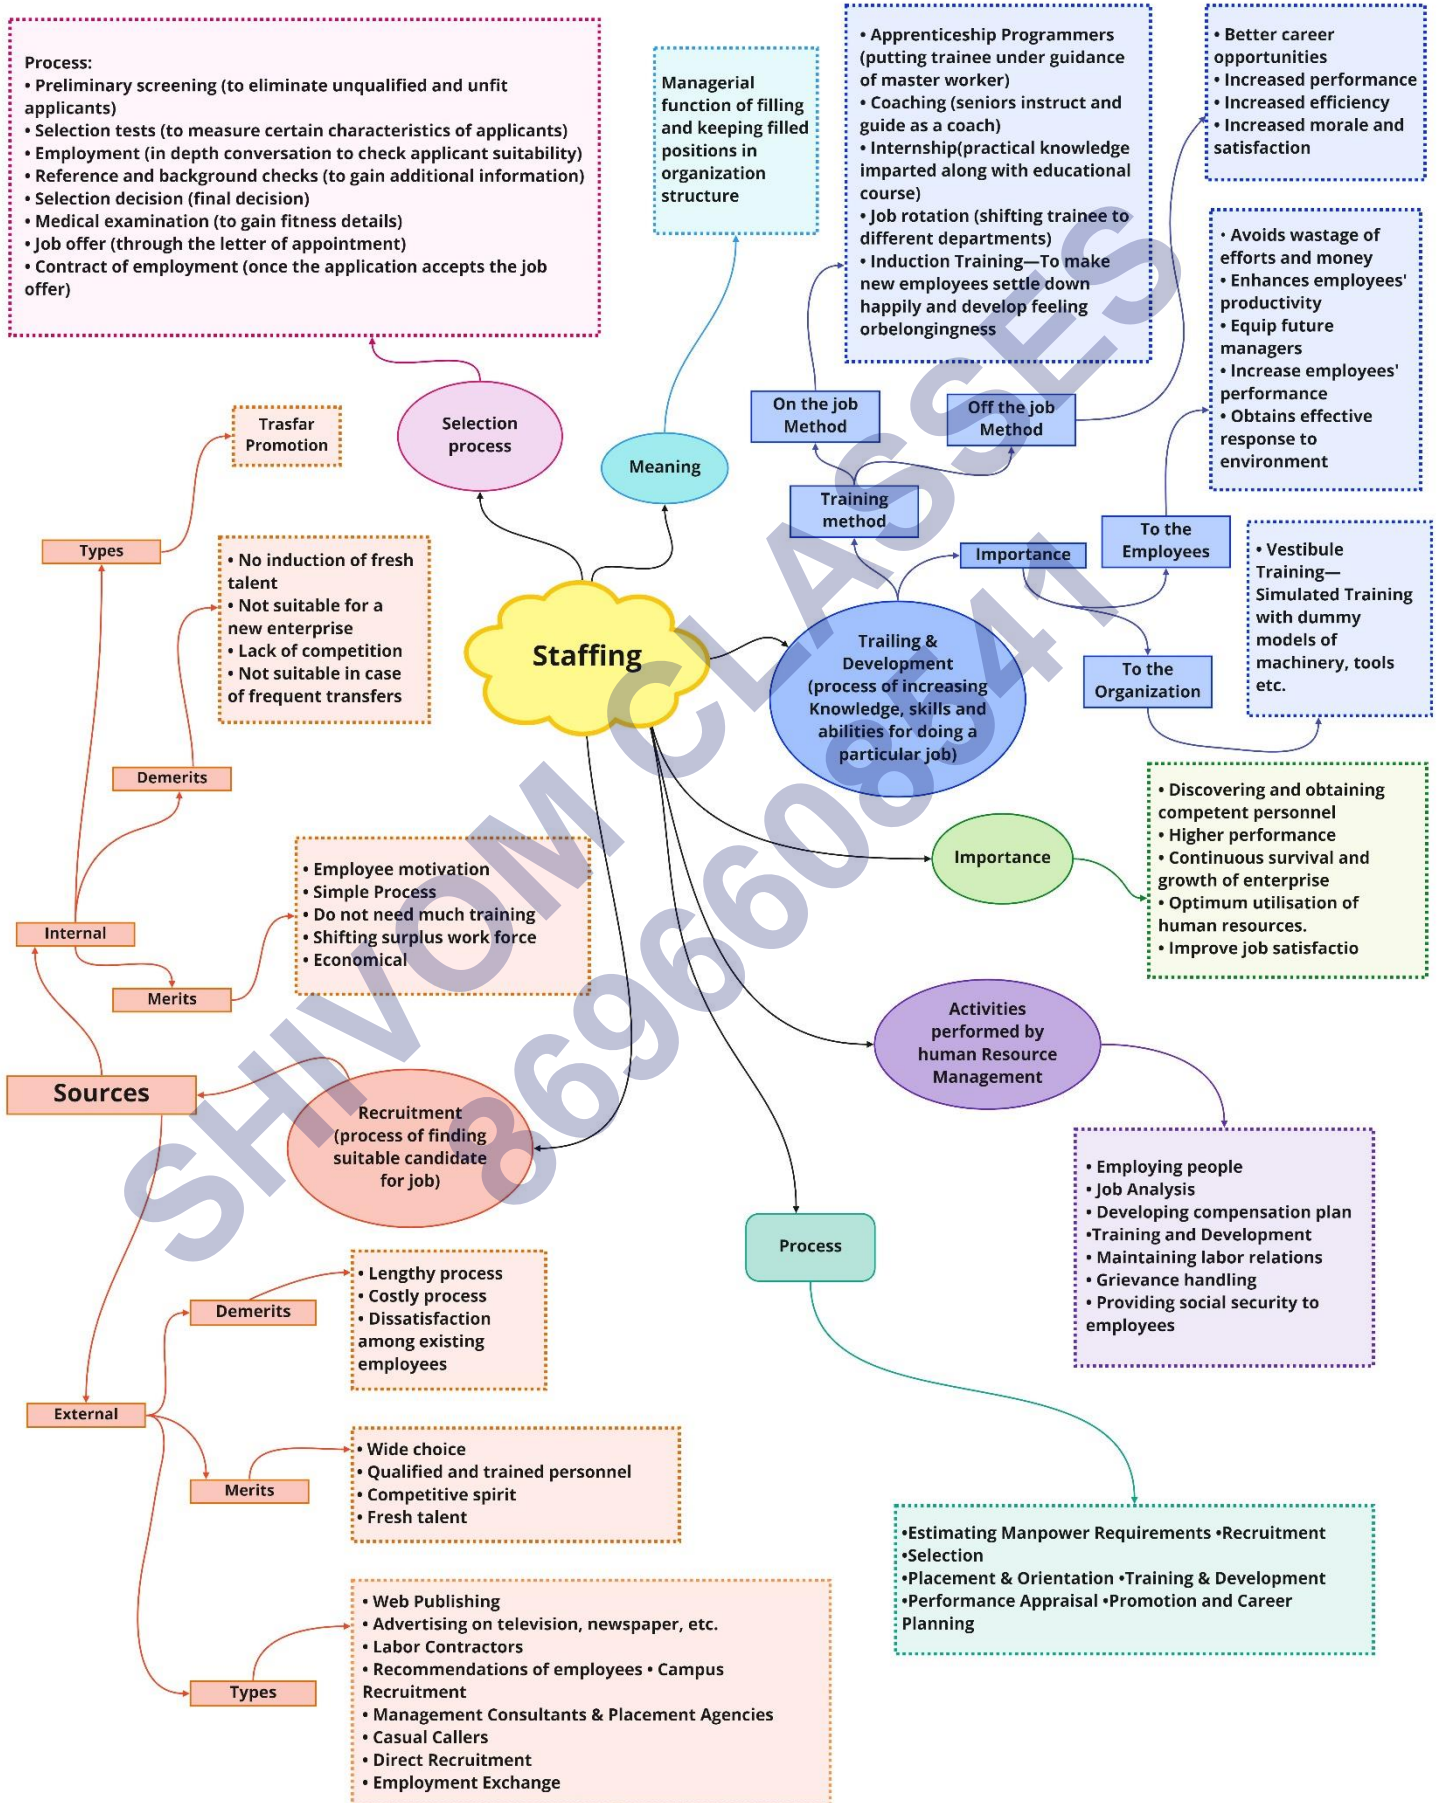 Process:
• Preliminary screening (to eliminate unqualified and unfit
applicants)
• Selection tests (to measure certain characteristics of applicants)
• Employment (in depth conversation to check applicant suitability)
• Reference and background checks (to gain additional information)
• Selection decision (final decision)
• Medical examination (to gain fitness details)
• Job offer (through the letter of appointment)
• Contract of employment (once the application accepts the job
offer)
Managerial
function of filling
and keeping filled
positions in
organization
structure
• Apprenticeship Programmers
(putting trainee under guidance
of master worker)
• Coaching (seniors instruct and
guide as a coach)
• Internship(practical knowledge
imparted along with educational
course)
• Job rotation (shifting trainee to
different departments)
• Induction Training—To make
new employees settle down
happily and develop feeling
orbelongingness
• Better career
opportunities
• Increased performance
• Increased efficiency
• Increased morale and
satisfaction
• Avoids wastage of
efforts and money
• Enhances employees'
productivity
• Equip future
managers
• Increase employees'
performance
• Obtains effective
response to
environment
Selection
process
Meaning
On the job
Method
Off the job
Method
Training
method
Importance
To the
Employees
To the
Organization
• Vestibule
Training—
Simulated Training
with dummy
models of
machinery, tools
etc.
Trasfar
Promotion
Types
• No induction of fresh
talent
• Not suitable for a
new enterprise
• Lack of competition
• Not suitable in case
of frequent transfers
Demerits
Staffing
Trailing &
Development
(process of increasing
Knowledge, skills and
abilities for doing a
particular job)
• Employee motivation
• Simple Process
• Do not need much training
• Shifting surplus work force
• Economical
Internal
Merits
Importance
• Discovering and obtaining
competent personnel
• Higher performance
• Continuous survival and
growth of enterprise
• Optimum utilisation of
human resources.
• Improve job satisfactio
Activities
performed by
human Resource
Management
Sources
Recruitment
(process of finding
suitable candidate
for job)
• Employing people
• Job Analysis
• Developing compensation plan
•Training and Development
• Maintaining labor relations
• Grievance handling
• Providing social security to
employees
Process
Demerits
• Lengthy process
• Costly process
• Dissatisfaction
among existing
employees
External
Merits
• Wide choice
• Qualified and trained personnel
• Competitive spirit
• Fresh talent
•Estimating Manpower Requirements •Recruitment
•Selection
•Placement & Orientation •Training & Development
•Performance Appraisal •Promotion and Career
Planning
Types
• Web Publishing
• Advertising on television, newspaper, etc.
• Labor Contractors
• Recommendations of employees • Campus
Recruitment
• Management Consultants & Placement Agencies
• Casual Callers
• Direct Recruitment
• Employment Exchange
SHIVOM CLASSES
8696608541